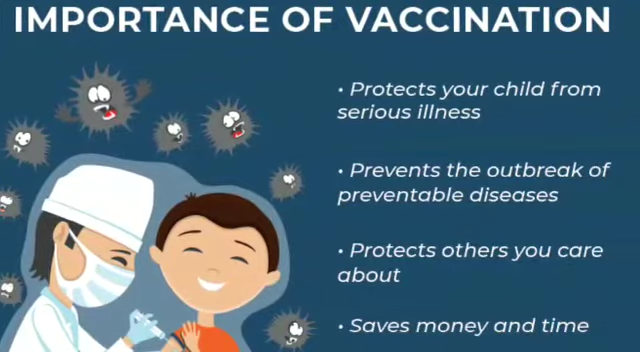 IMPORTANCE OF VACCINATION
• Protects your child from
serious illness
• Prevents the outbreak of
preventable diseases
• Protects others you care
about
• Saves money and time